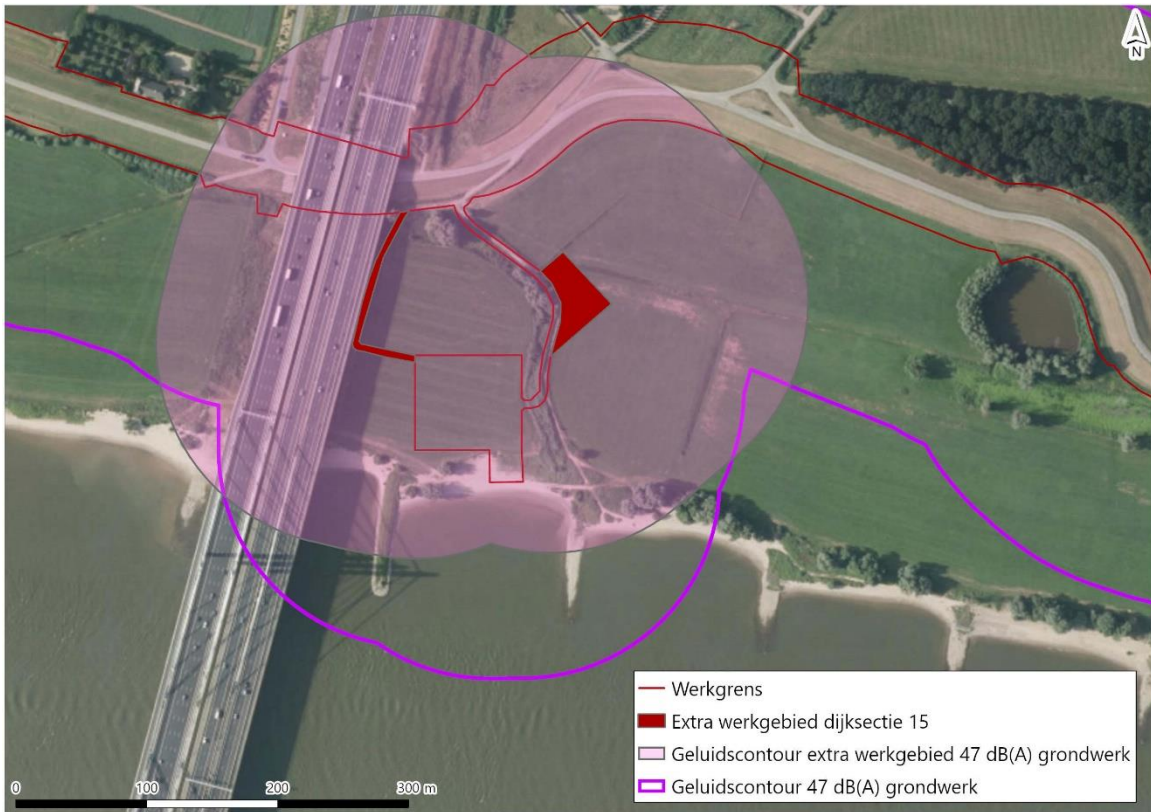 N
Werkgrens
Extra werkgebied dijksectie 15
Geluidscontour extra werkgebied 47 dB(A) grondwerk
Geluidscontour 47 dB(A) grondwerk
0 100 200 300 m